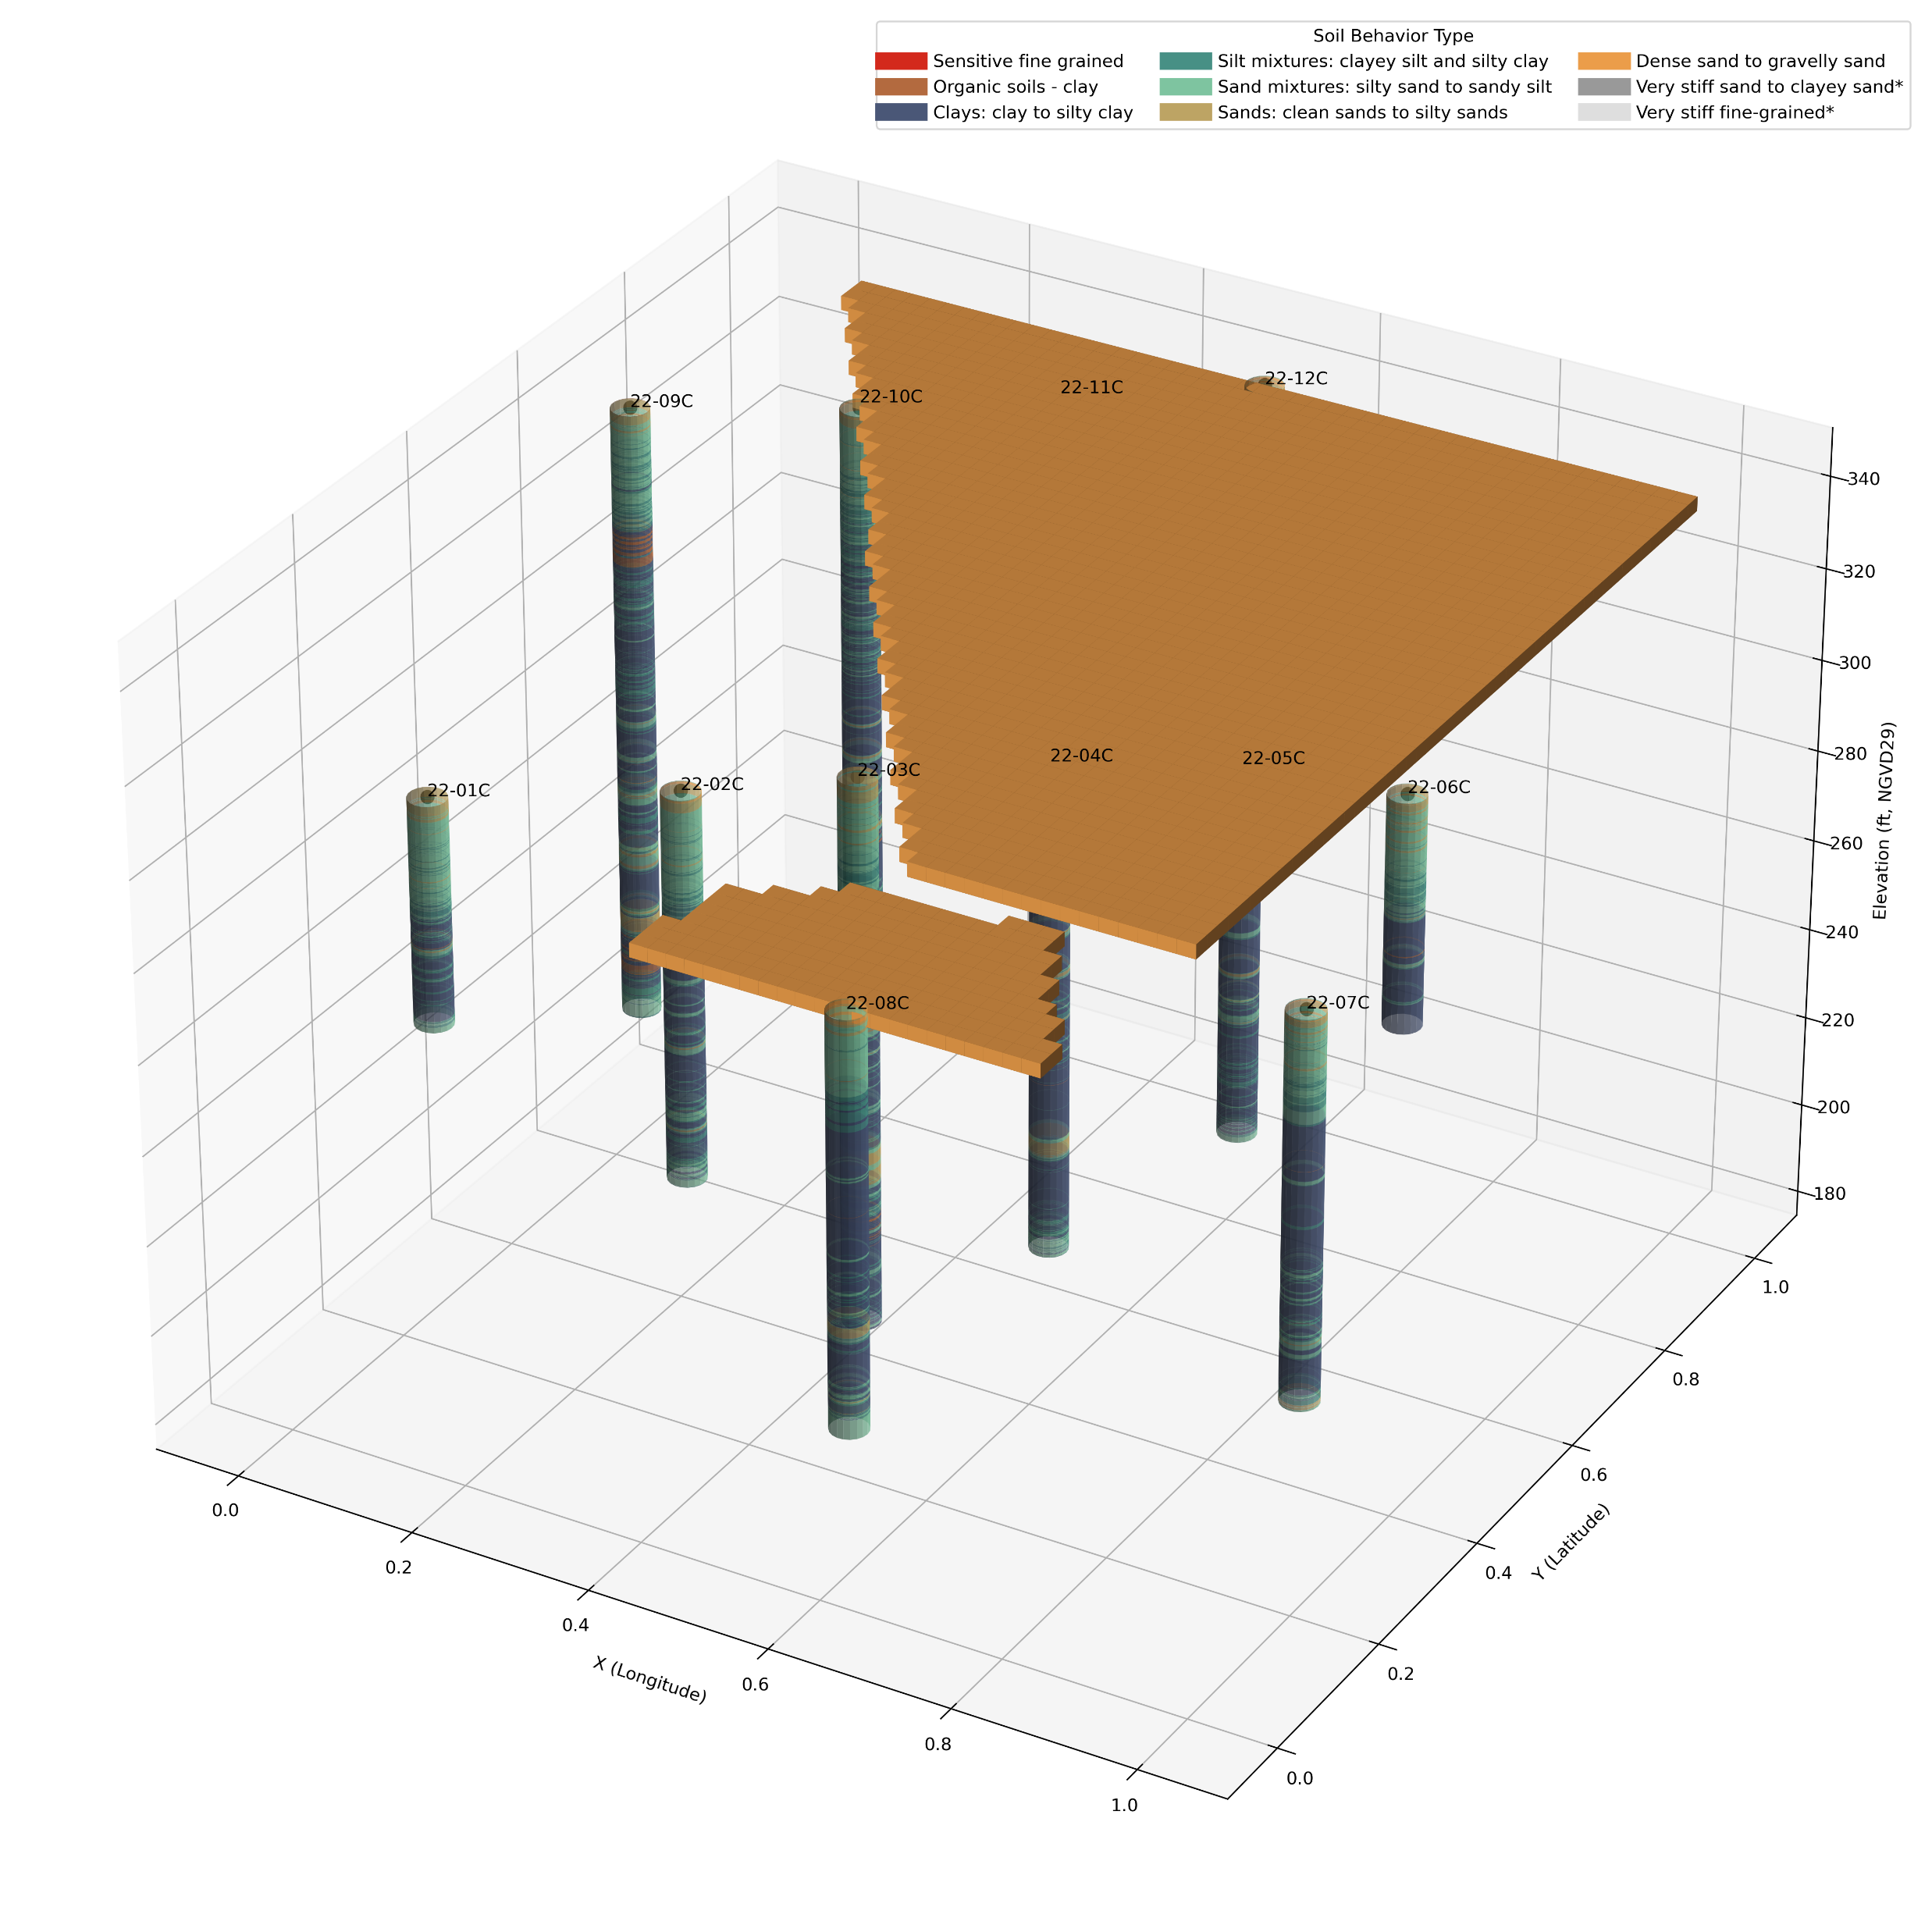 Soil Behavior Type
Sensitive fine grained
Organic soils - clay
Clays: clay to silty clay
Silt mixtures: clayey silt and silty clay
Sand mixtures: silty sand to sandy silt
Sands: clean sands to silty sands
Dense sand to gravelly sand
Very stiff sand to clayey sand*
Very stiff fine-grained*
22-09C
22-10C
22-11C
22-12C
22-01C
22-02C
22-03C
22-04C
22-05C
22-06C
22-08C
22-07C
340
320
300
280
260
240
220
200
180
Elevation (ft, NGVD29)
1.0
0.8
0.6
0.4
0.2
0.0
Y (Latitude)
0.0
0.2
0.4
0.6
0.8
1.0
X (Longitude)